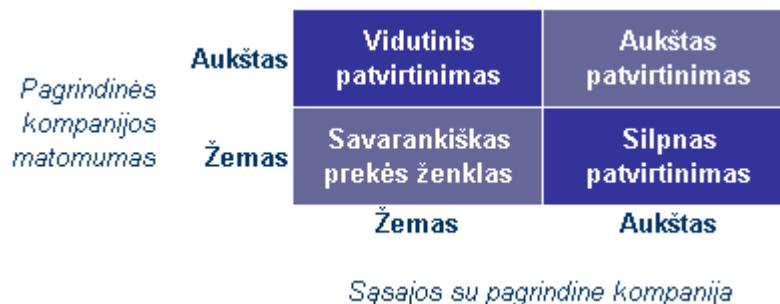 Pagrindinės
kompanijos
matomumas
Aukštas
Vidutinis
patvirtinimas
Aukštas
patvirtinimas
Žemas
Savarankiškas
prekės ženklas
Silpnas
patvirtinimas
Žemas
Aukštas
Sąsajos su pagrindine kompanija